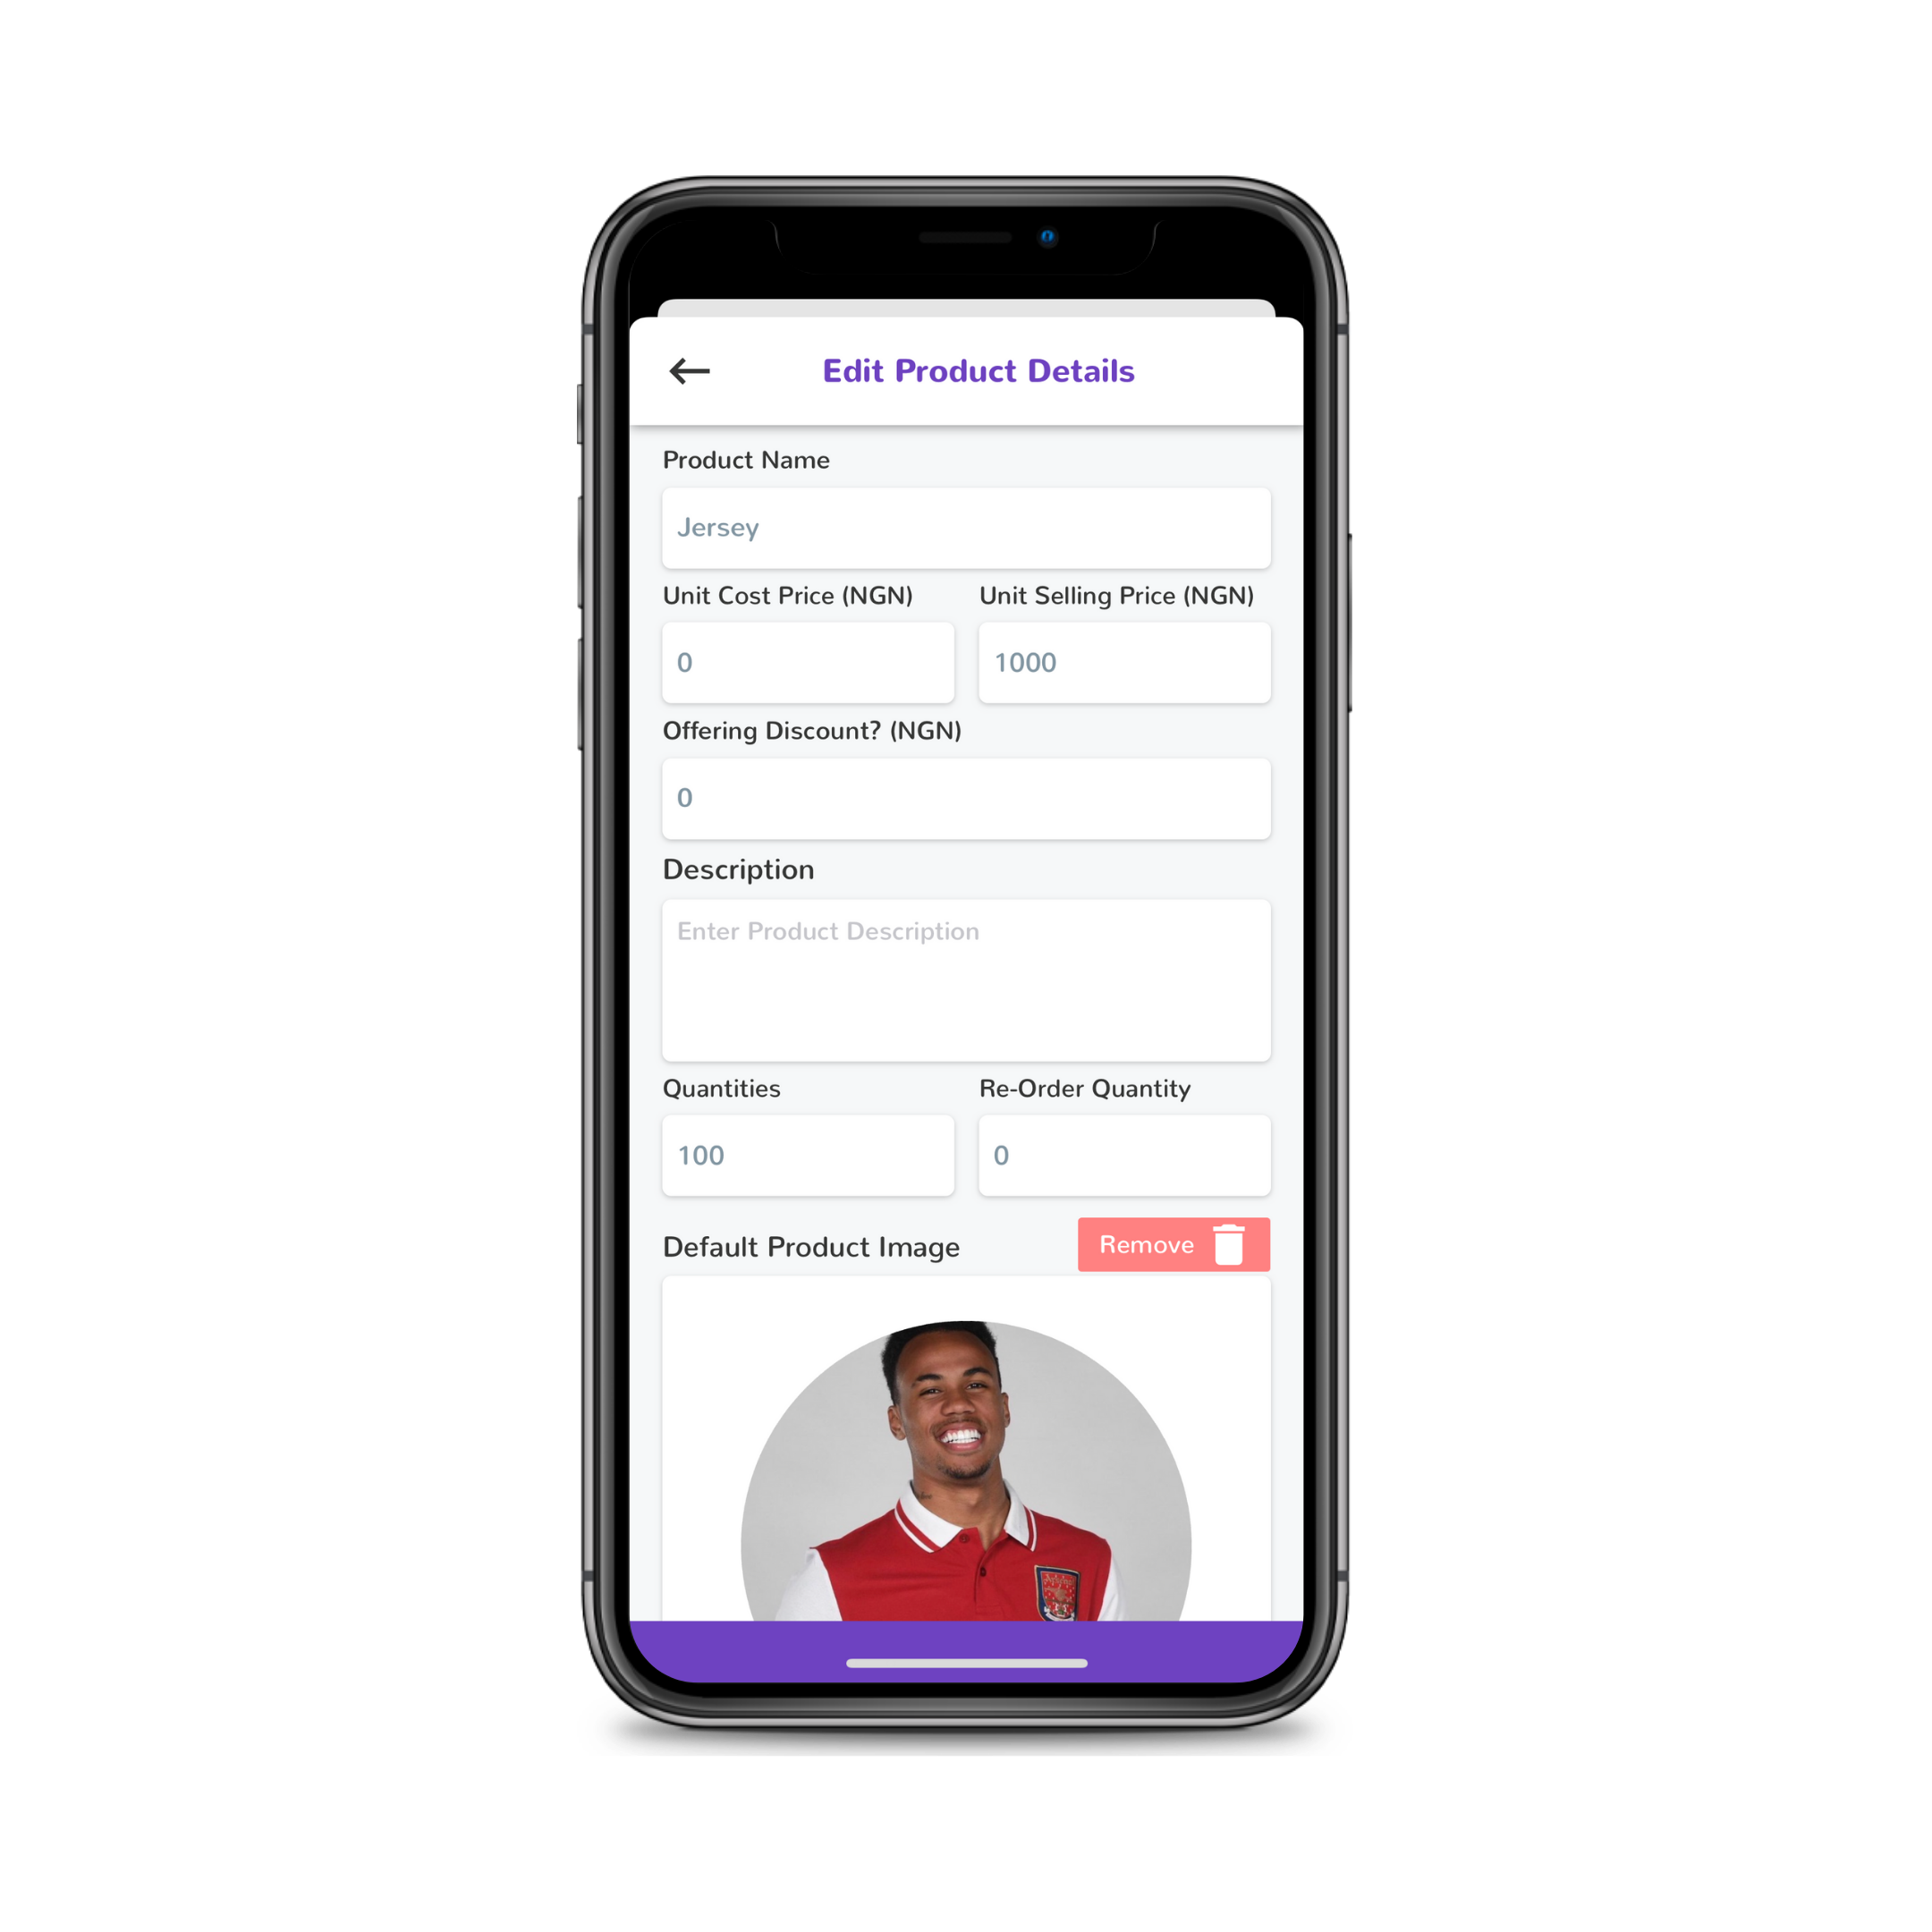 Edit Product Details
Product Name
Jersey
Unit Cost Price (NGN) Unit Selling Price (NGN)
0 1000
Offering Discount? (NGN)
0
Description
Enter Product Description
Quantities Re-Order Quantity
100 0
Default Product Image Remove